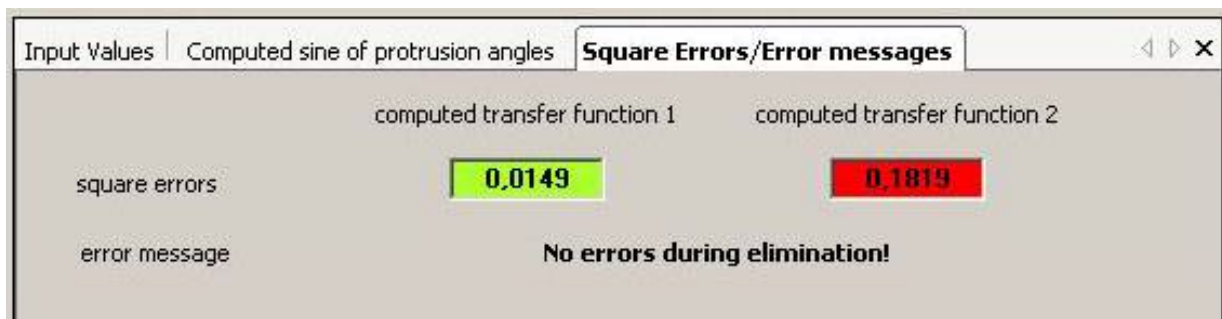 Input Values Computed sine of protrusion angles Square Errors/Error messages
computed transfer function 1 computed transfer function 2
square errors 0,0149 0,1819
error message No errors during elimination!